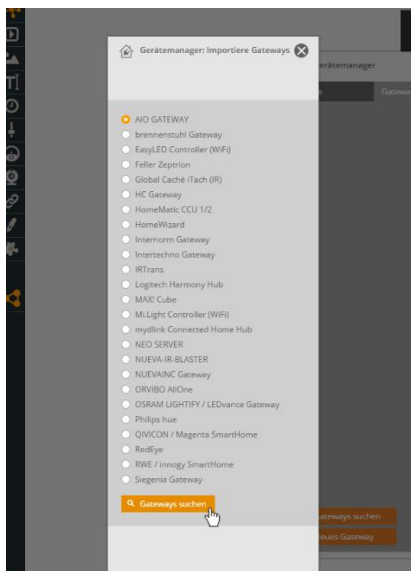 Gerätemanager: Importiere Gateways
erätemanager
Gatewa
AIO GATEWAY
brennenstuhl Gateway
EasyLED Controller (WiFi)
Feller Zeptrion
Global Caché iTach (IR)
HC Gateway
HomeMatic CCU 1/2
HomeWizard
Internorm Gateway
Intertechno Gateway
IRTrans
Logitech Harmony Hub
MAX! Cube
Mi.Light Controller (WiFi)
mydlink Connected Home Hub
NEO SERVER
NUEVA-IR-BLASTER
NUEVAINC Gateway
ORVIBO AllOne
OSRAM LIGHTIFY / LEDvance Gateway
Philips hue
QIVICON / Magenta SmartHome
RedEye
RWE / innogy SmartHome
Siegenia Gateway
Gateways suchen
ateways suchen
eues Gateway